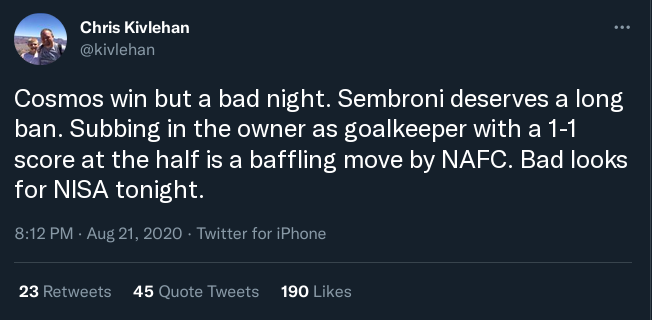 Chris Kivlehan
@kivlehan
Cosmos win but a bad night. Sembroni deserves a long
ban. Subbing in the owner as goalkeeper with a 1-1
score at the half is a baffling move by NAFC. Bad looks
for NISA tonight.
8:12 PM · Aug 21, 2020 · Twitter for iPhone
23 Retweets 45 Quote Tweets 190 Likes